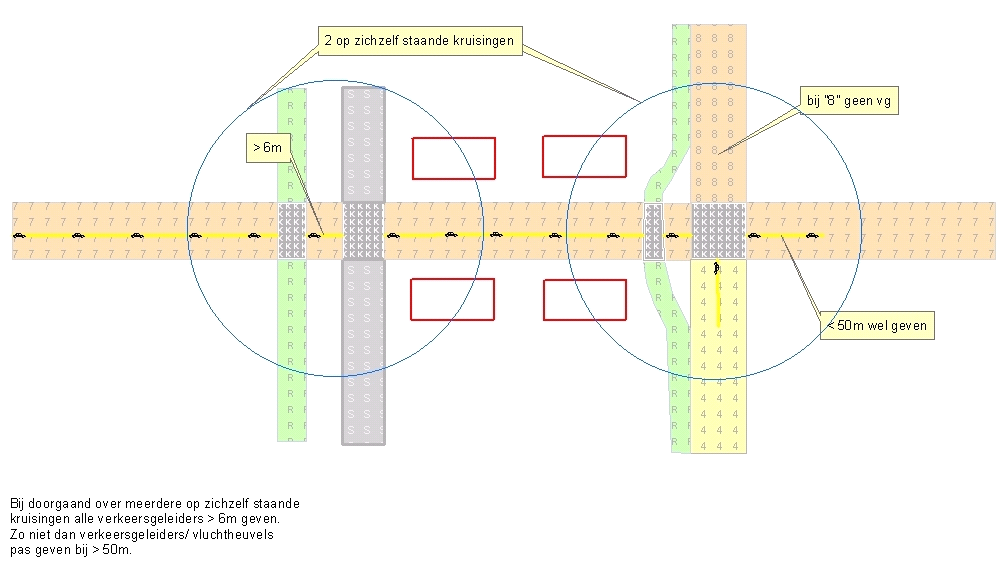 2 op zichzelf staande kruisingen
bij "8" geen vg
> 6m
< 50m wel geven
Bij doorgaand over meerdere op zichzelf staande
kruisingen alle verkeersgeleiders > 6m geven.
Zo niet dan verkeersgeleiders/ vluchtheuvels
pas geven bij > 50m.